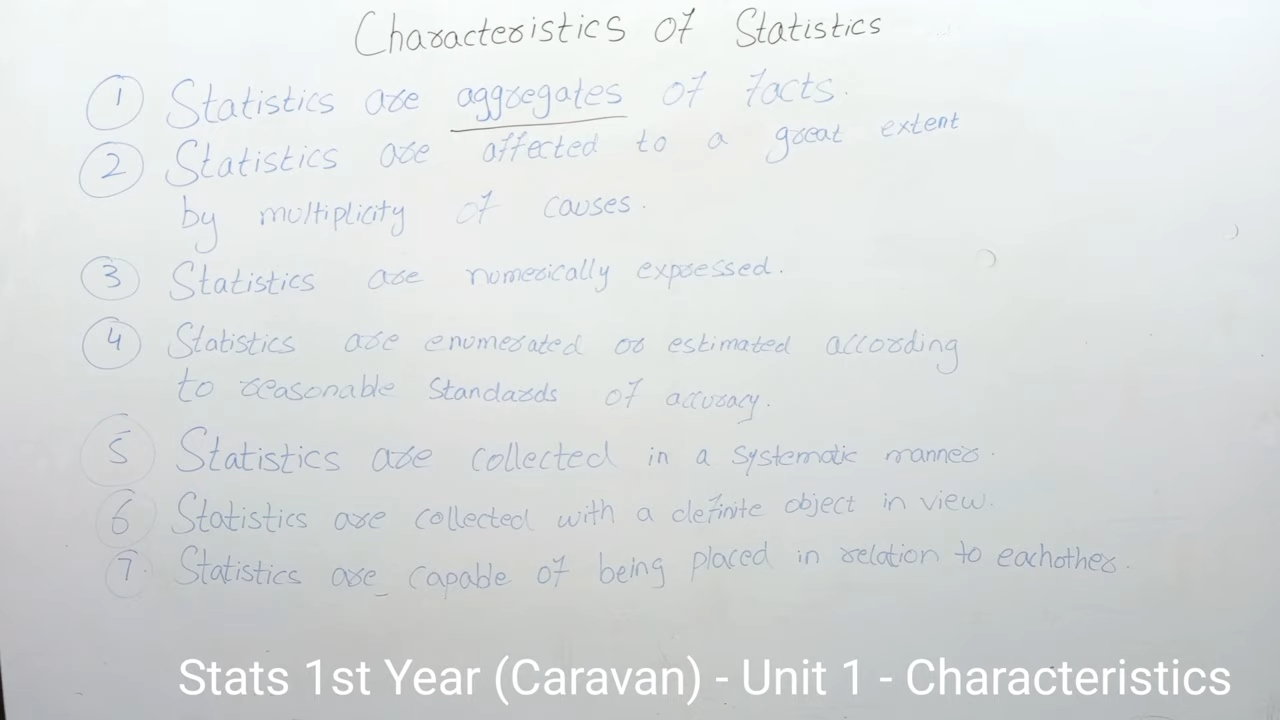 Characteristics of Statistics
1 Statistics are aggregates of facts.
2 Statistics are affected to a great extent
by multiplicity of causes.
3 Statistics are numerically expressed.
4 Statistics are enumerated or estimated according
to reasonable standards of accuracy.
5 Statistics are collected in a systematic manner.
6 Statistics are collected with a definite object in view.
7. Statistics are capable of being placed in relation to eachother.
Stats 1st Year (Caravan) - Unit 1 - Characteristics